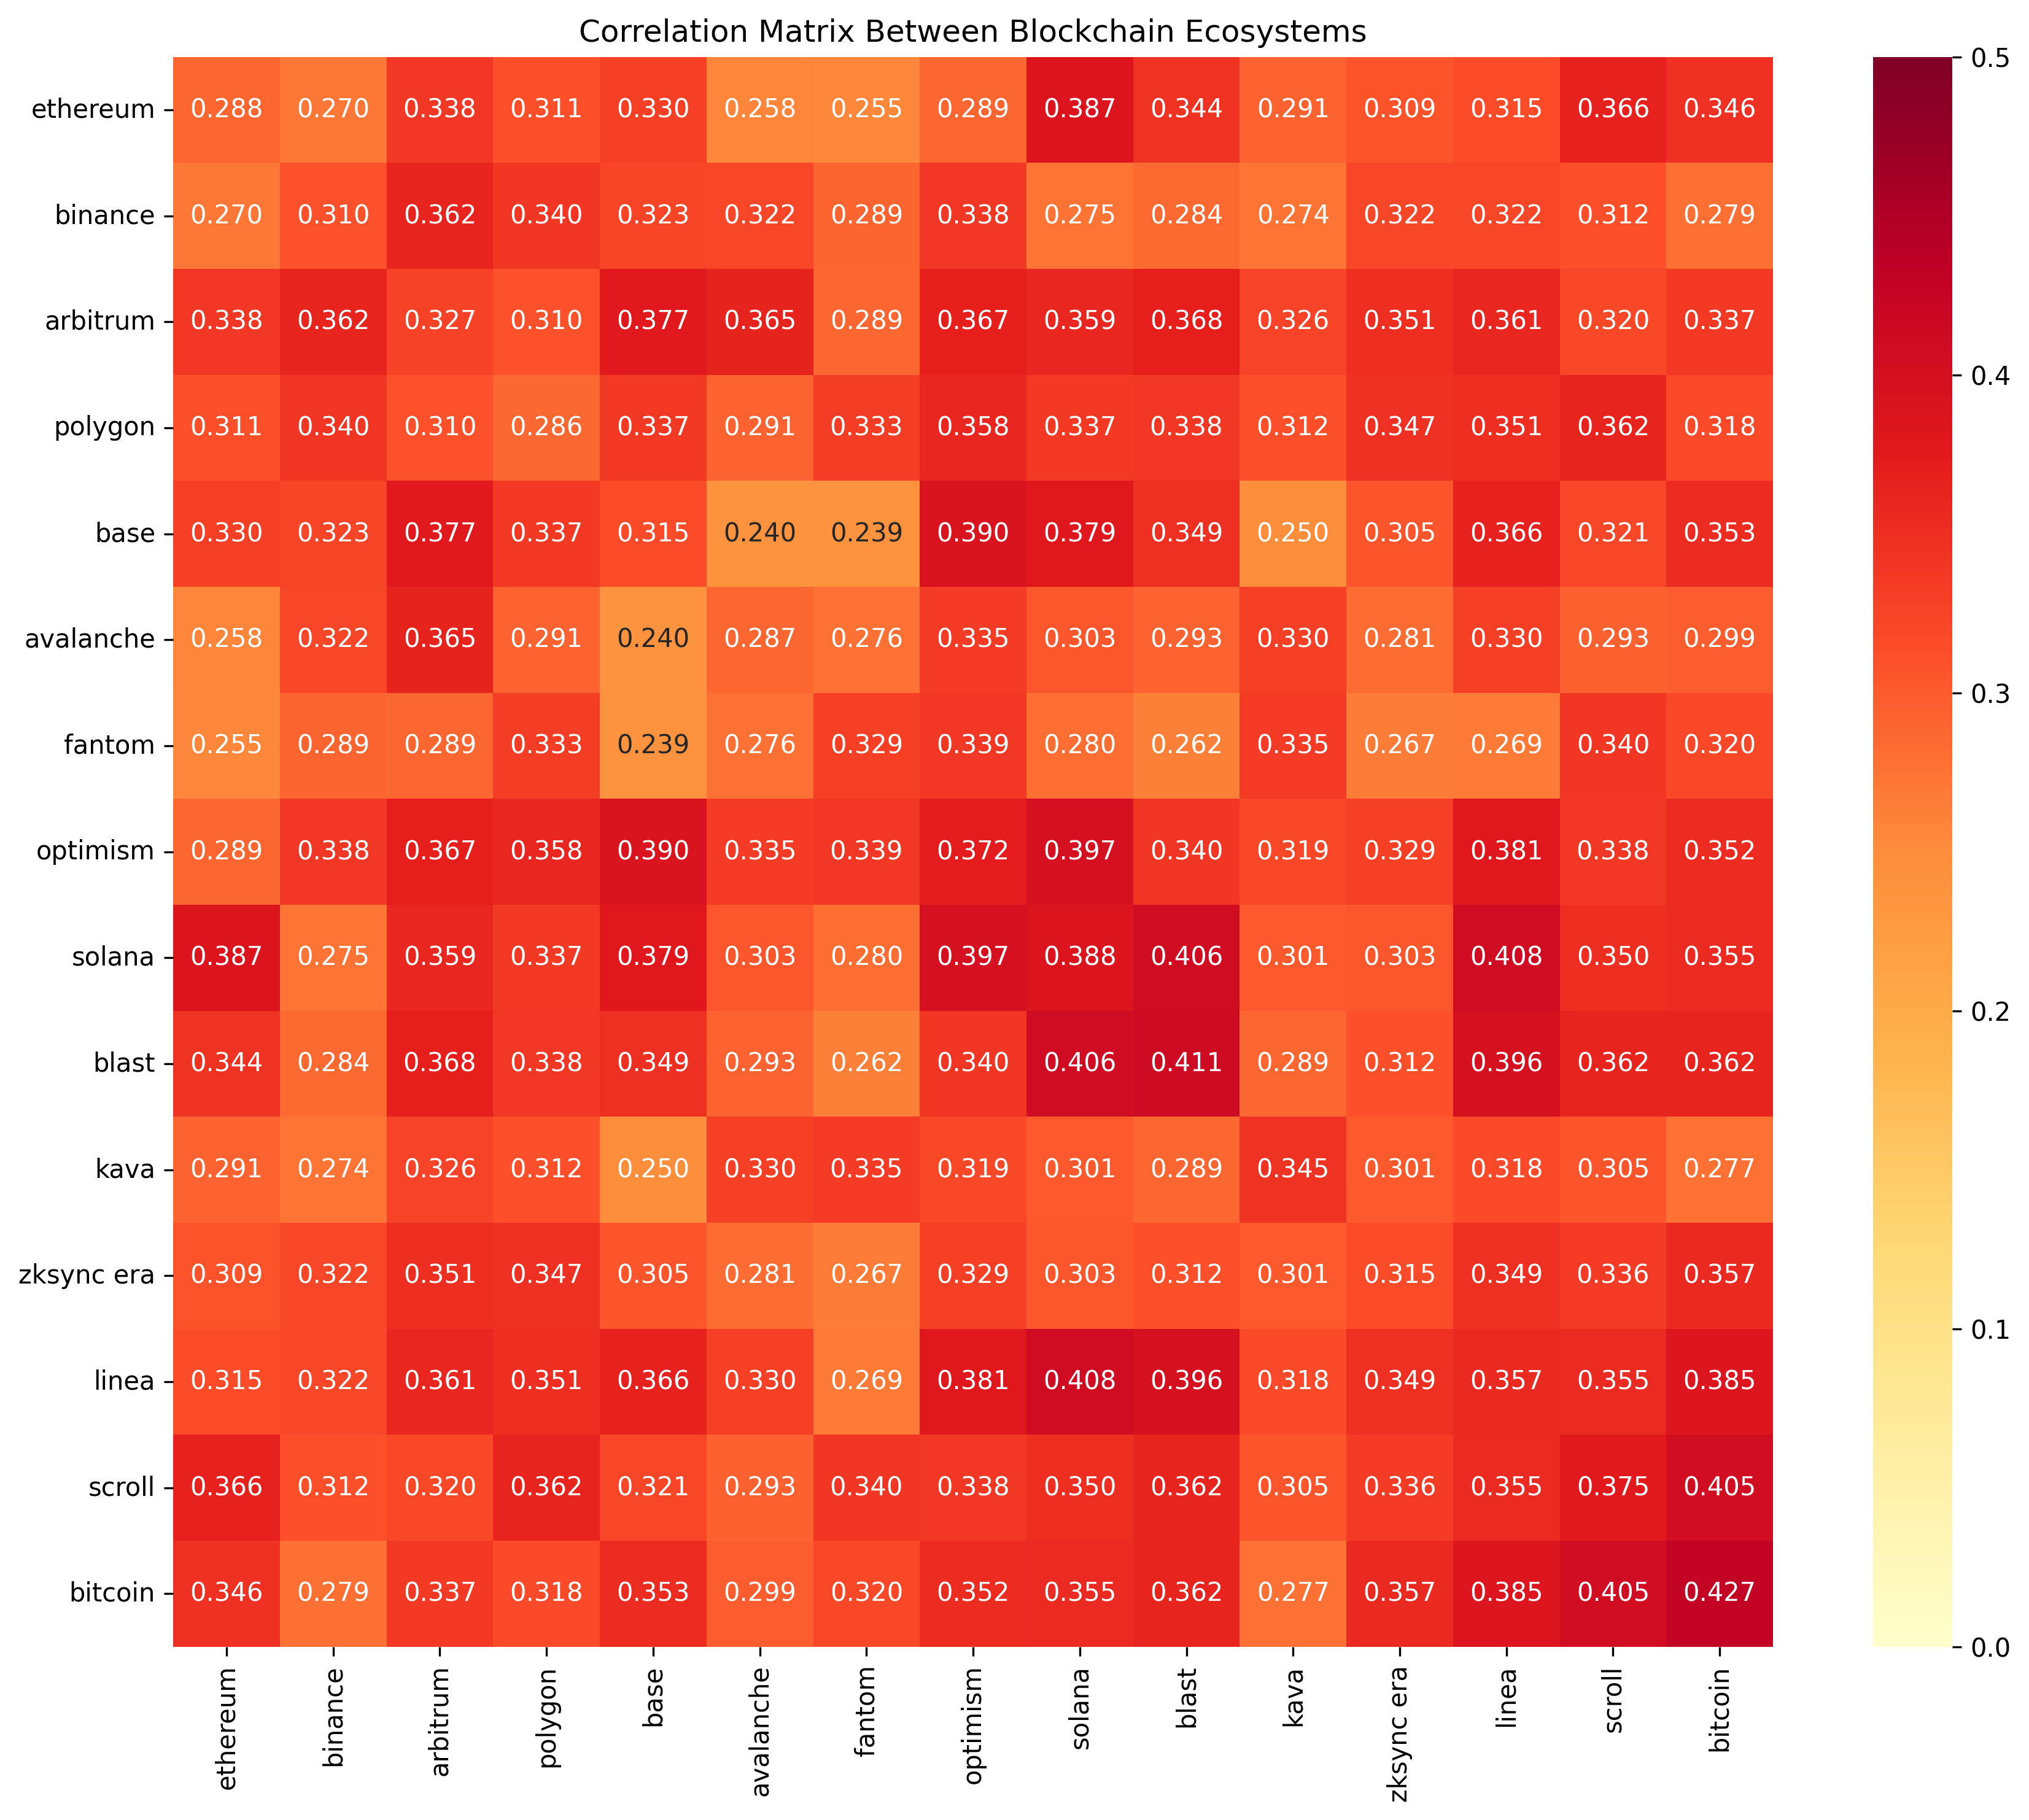 Correlation Matrix Between Blockchain Ecosystems
ethereum 0.288 0.270 0.338 0.311 0.330 0.258 0.255 0.289 0.387 0.344 0.291 0.309 0.315 0.366 0.346
binance 0.270 0.310 0.362 0.340 0.323 0.322 0.289 0.338 0.275 0.284 0.274 0.322 0.322 0.312 0.279
arbitrum 0.338 0.362 0.327 0.310 0.377 0.365 0.289 0.367 0.359 0.368 0.326 0.351 0.361 0.320 0.337
polygon 0.311 0.340 0.310 0.286 0.337 0.291 0.333 0.358 0.337 0.338 0.312 0.347 0.351 0.362 0.318
base 0.330 0.323 0.377 0.337 0.315 0.240 0.239 0.390 0.379 0.349 0.250 0.305 0.366 0.321 0.353
avalanche 0.258 0.322 0.365 0.291 0.240 0.287 0.276 0.335 0.303 0.293 0.330 0.281 0.330 0.293 0.299
fantom 0.255 0.289 0.289 0.333 0.239 0.276 0.329 0.339 0.280 0.262 0.335 0.267 0.269 0.340 0.320
optimism 0.289 0.338 0.367 0.358 0.390 0.335 0.339 0.372 0.397 0.340 0.319 0.329 0.381 0.338 0.352
solana 0.387 0.275 0.359 0.337 0.379 0.303 0.280 0.397 0.388 0.406 0.301 0.303 0.408 0.350 0.355
blast 0.344 0.284 0.368 0.338 0.349 0.293 0.262 0.340 0.406 0.411 0.289 0.312 0.396 0.362 0.362
kava 0.291 0.274 0.326 0.312 0.250 0.330 0.335 0.319 0.301 0.289 0.345 0.301 0.318 0.305 0.277
zksync era 0.309 0.322 0.351 0.347 0.305 0.281 0.267 0.329 0.303 0.312 0.301 0.315 0.349 0.336 0.357
linea 0.315 0.322 0.361 0.351 0.366 0.330 0.269 0.381 0.408 0.396 0.318 0.349 0.357 0.355 0.385
scroll 0.366 0.312 0.320 0.362 0.321 0.293 0.340 0.338 0.350 0.362 0.305 0.336 0.355 0.375 0.405
bitcoin 0.346 0.279 0.337 0.318 0.353 0.299 0.320 0.352 0.355 0.362 0.277 0.357 0.385 0.405 0.427
ethereum
binance
arbitrum
polygon
base
avalanche
fantom
optimism
solana
blast
kava
zksync era
linea
scroll
bitcoin
0.5
0.4
0.3
0.2
0.1
0.0